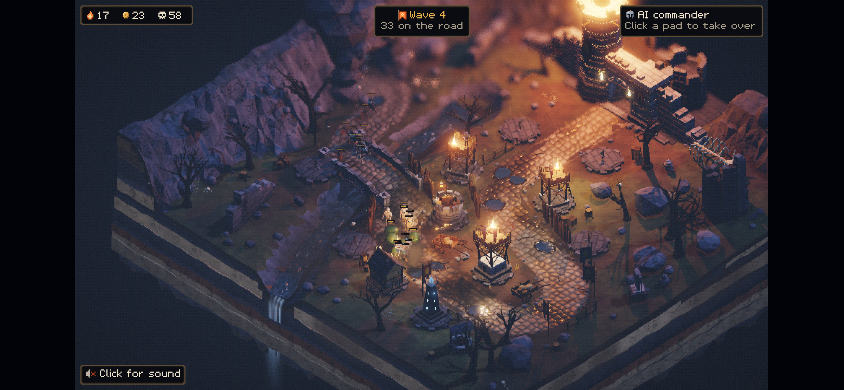 17 23 58
Wave 4
33 on the road
AI commander
Click a pad to take over
Click for sound